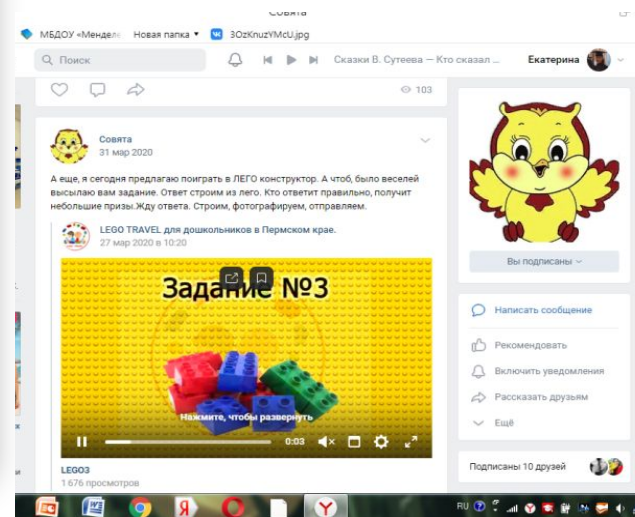 Совята
МБДОУ «Менделе Новая папка ▾ 3OzKnuzYMcU.jpg
Поиск Сказки В. Сутеева — Кто сказал ... Екатерина
103
Совята
31 мар 2020
А еще, я сегодня предлагаю поиграть в ЛЕГО конструктор. А чтоб, было веселей
высылаю вам задание. Ответ строим из лего. Кто ответит правильно, получит
небольшие призы.Жду ответа. Строим, фотографируем, отправляем.
LEGO TRAVEL для дошкольников в Пермском крае.
27 мар 2020 в 10:20
Задание №3
Нажмите, чтобы развернуть
0:03
LEGO3
1 676 просмотров
Вы подписаны
Написать сообщение
Рекомендовать
Включить уведомления
Рассказать друзьям
Ещё
Подписаны 10 друзей
RU